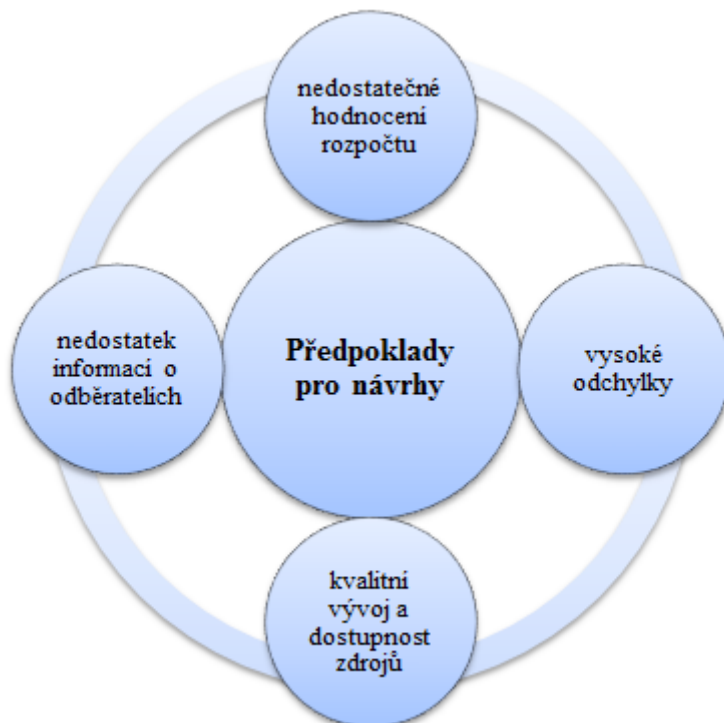 nedostatečné
hodnocení
rozpočtu
nedostatek
informací o
odběratelích
Předpoklady
pro návrhy
vysoké
odchylky
kvalitní
vývoj a
dostupnost
zdrojů